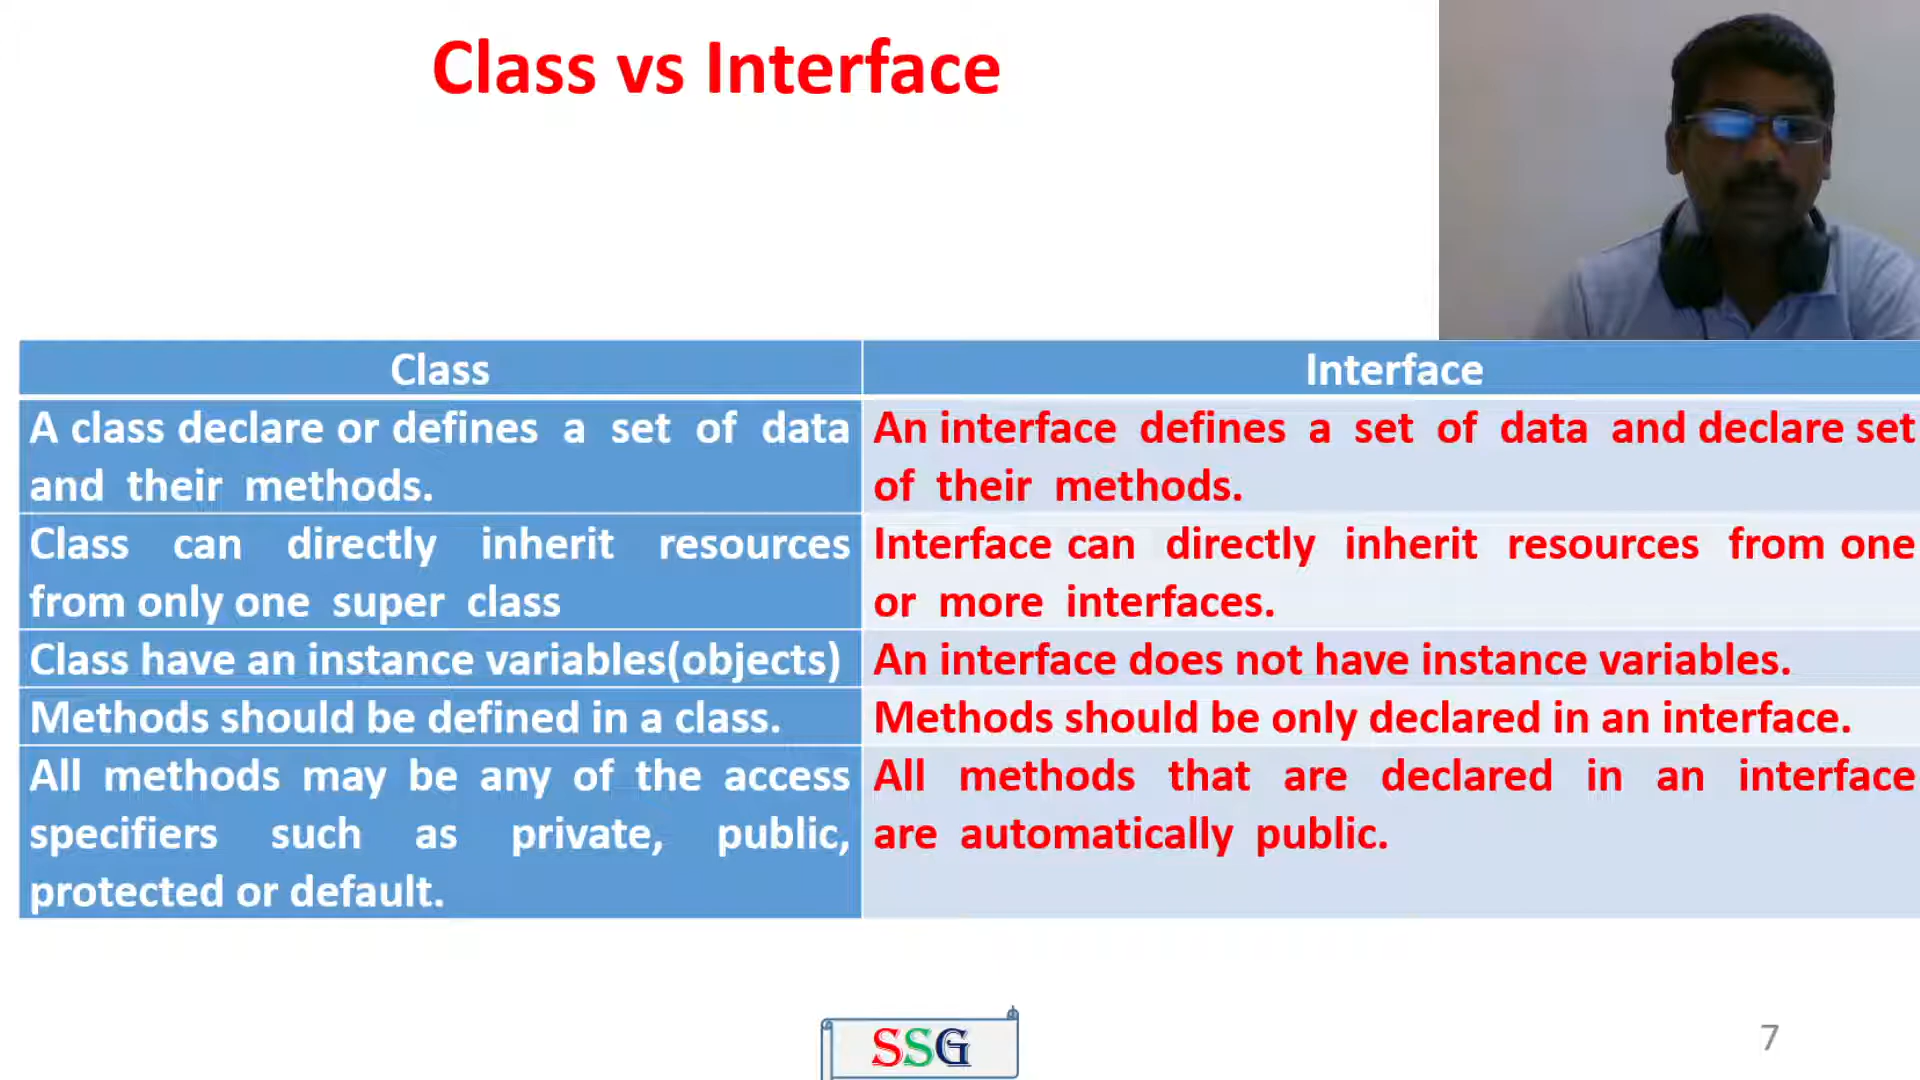 Class vs Interface
Class
Interface
A class declare or defines a set of data
and their methods.
An interface defines a set of data and declare set
of their methods.
Class can directly inherit resources
from only one super class
Interface can directly inherit resources from one
or more interfaces.
Class have an instance variables(objects)
An interface does not have instance variables.
Methods should be defined in a class.
Methods should be only declared in an interface.
All methods may be any of the access
specifiers such as private, public,
protected or default.
All methods that are declared in an interface
are automatically public.
SSG
7